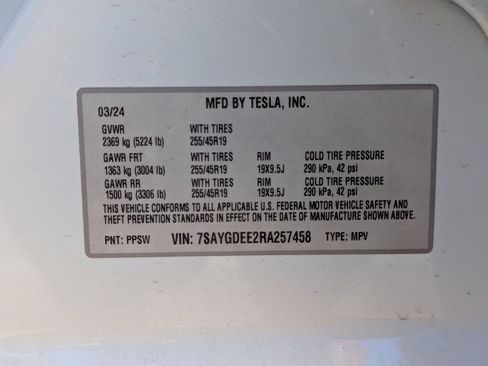 MFD BY TESLA, INC.
03/24
GVWR WITH TIRES
2369 kg (5224 lb) 255/45R19
GAWR FRT WITH TIRES RIM COLD TIRE PRESSURE
1363 kg (3004 lb) 255/45R19 19X9.5J 290 kPa, 42 psi
GAWR RR WITH TIRES RIM COLD TIRE PRESSURE
1500 kg (3306 lb) 255/45R19 19X9.5J 290 kPa, 42 psi
THIS VEHICLE CONFORMS TO ALL APPLICABLE U.S. FEDERAL MOTOR VEHICLE SAFETY AND
THEFT PREVENTION STANDARDS IN EFFECT ON THE DATE OF MANUFACTURE SHOWN ABOVE.
PNT: PPSW VIN: 7SAYGDEE2RA257458 TYPE: MPV